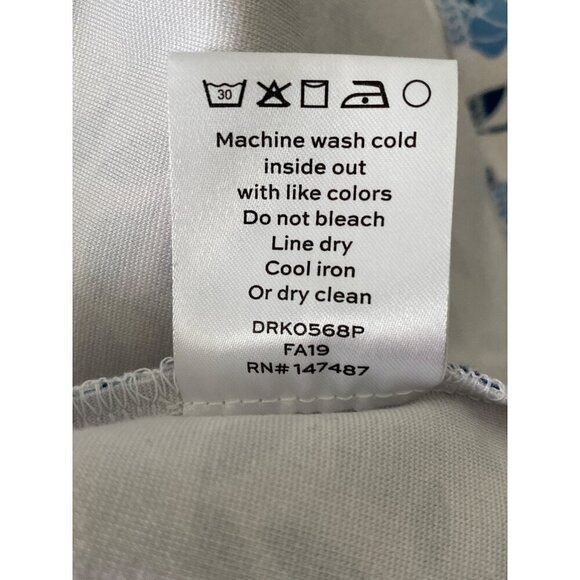 30
Machine wash cold
inside out
with like colors
Do not bleach
Line dry
Cool iron
Or dry clean
DRK0568P
FA19
RN# 147487